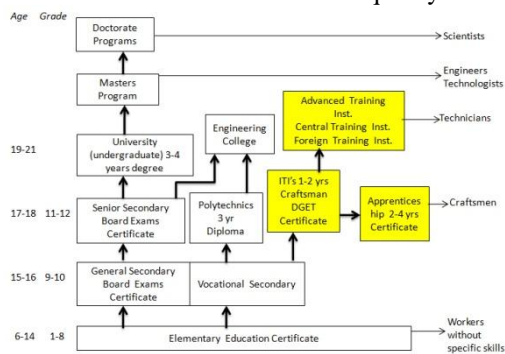 Age Grade
Doctorate
Programs
Scientists
Masters
Program
Engineers
Technologists
Advanced Training
Inst.
Central Training Inst.
Foreign Training Inst.
Technicians
19-21
University
(undergraduate) 3-4
years degree
Engineering
College
17-18 11-12
Senior Secondary
Board Exams
Certificate
Polytechnics
3 yr
Diploma
ITI's 1-2 yrs
Craftsman
DGET
Certificate
Apprentices
hip 2-4 yrs
Certificate
Craftsmen
15-16 9-10
General Secondary
Board Exams
Certificate
Vocational Secondary
6-14 1-8
Elementary Education Certificate
Workers
without
specific skills